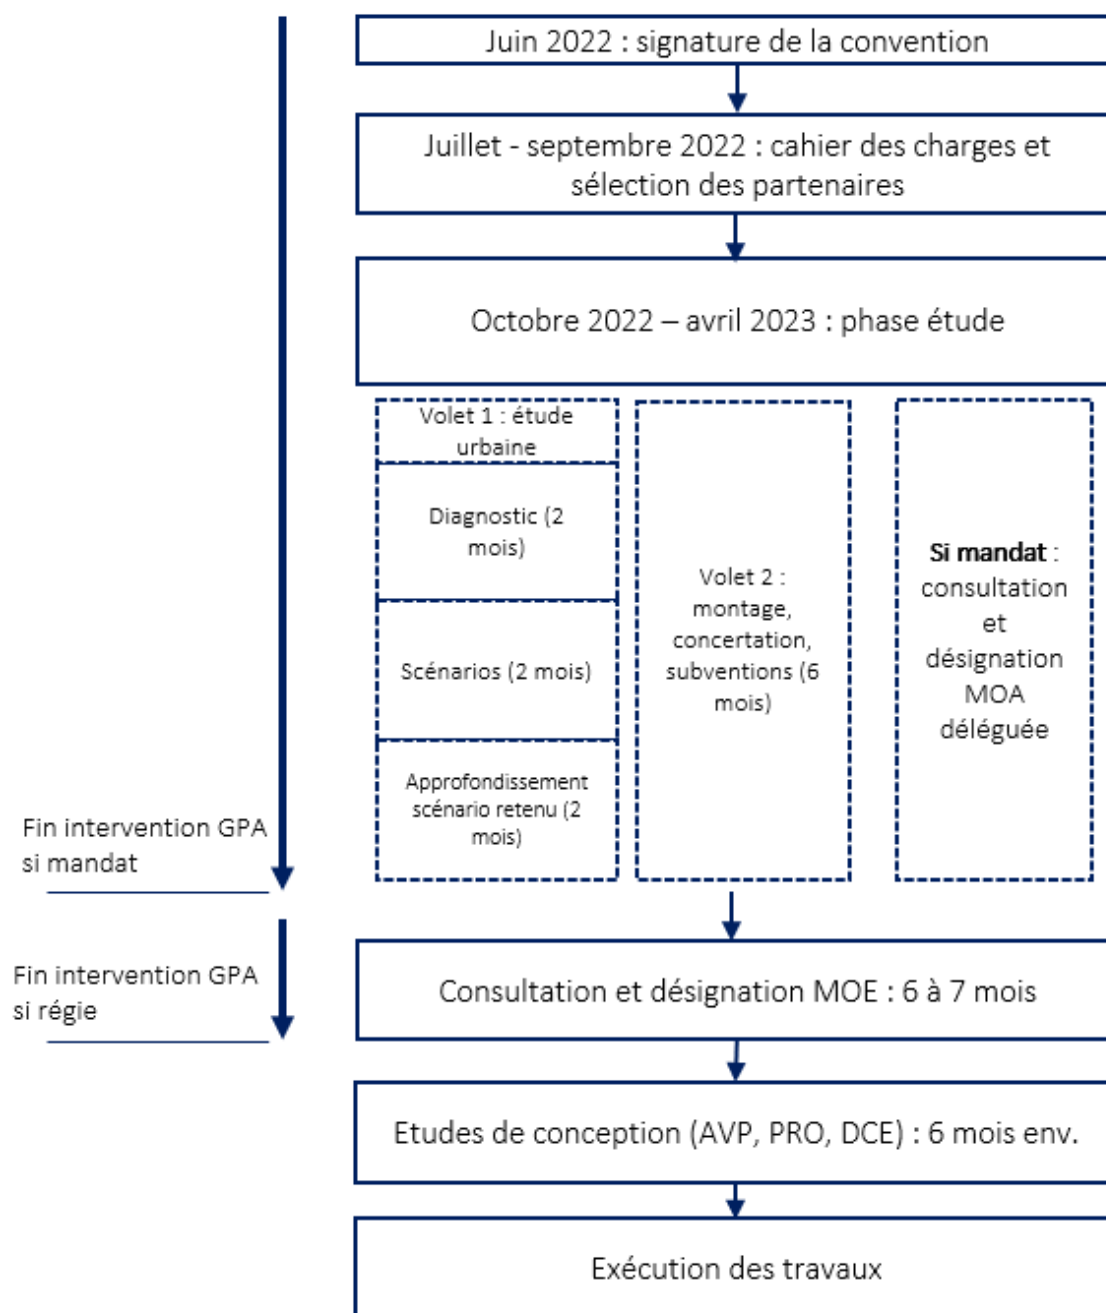 Juin 2022 : signature de la convention
Juillet - septembre 2022 : cahier des charges et
sélection des partenaires
Octobre 2022 – avril 2023 : phase étude
Volet 1 : étude
urbaine
Diagnostic (2
mois)
Scénarios (2 mois)
Approfondissement
scénario retenu (2
mois)
Volet 2 :
montage,
concertation,
subventions (6
mois)
Si mandat :
consultation
et
désignation
MOA
déléguée
Fin intervention GPA
si mandat
Fin intervention GPA
si régie
Consultation et désignation MOE : 6 à 7 mois
Etudes de conception (AVP, PRO, DCE) : 6 mois env.
Exécution des travaux